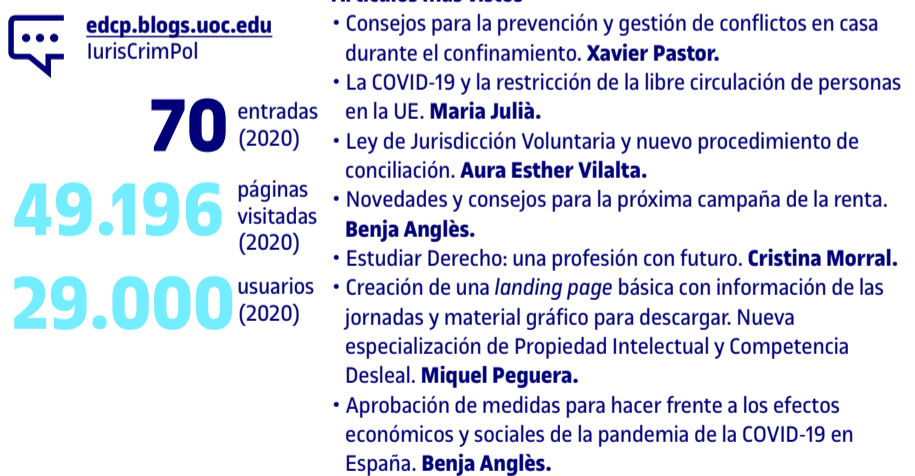 edcp.blogs.uoc.edu
IurisCrimPol
70 entradas
(2020)
49.196 páginas
visitadas
(2020)
29.000 usuarios
(2020)
Artículos más vistos
• Consejos para la prevención y gestión de conflictos en casa
durante el confinamiento. Xavier Pastor.
• La COVID-19 y la restricción de la libre circulación de personas
en la UE. Maria Julià.
• Ley de Jurisdicción Voluntaria y nuevo procedimiento de
conciliación. Aura Esther Vilalta.
• Novedades y consejos para la próxima campaña de la renta.
Benja Anglès.
• Estudiar Derecho: una profesión con futuro. Cristina Morral.
• Creación de una landing page básica con información de las
jornadas y material gráfico para descargar. Nueva
especialización de Propiedad Intelectual y Competencia
Desleal. Miquel Peguera.
• Aprobación de medidas para hacer frente a los efectos
económicos y sociales de la pandemia de la COVID-19 en
España. Benja Anglès.